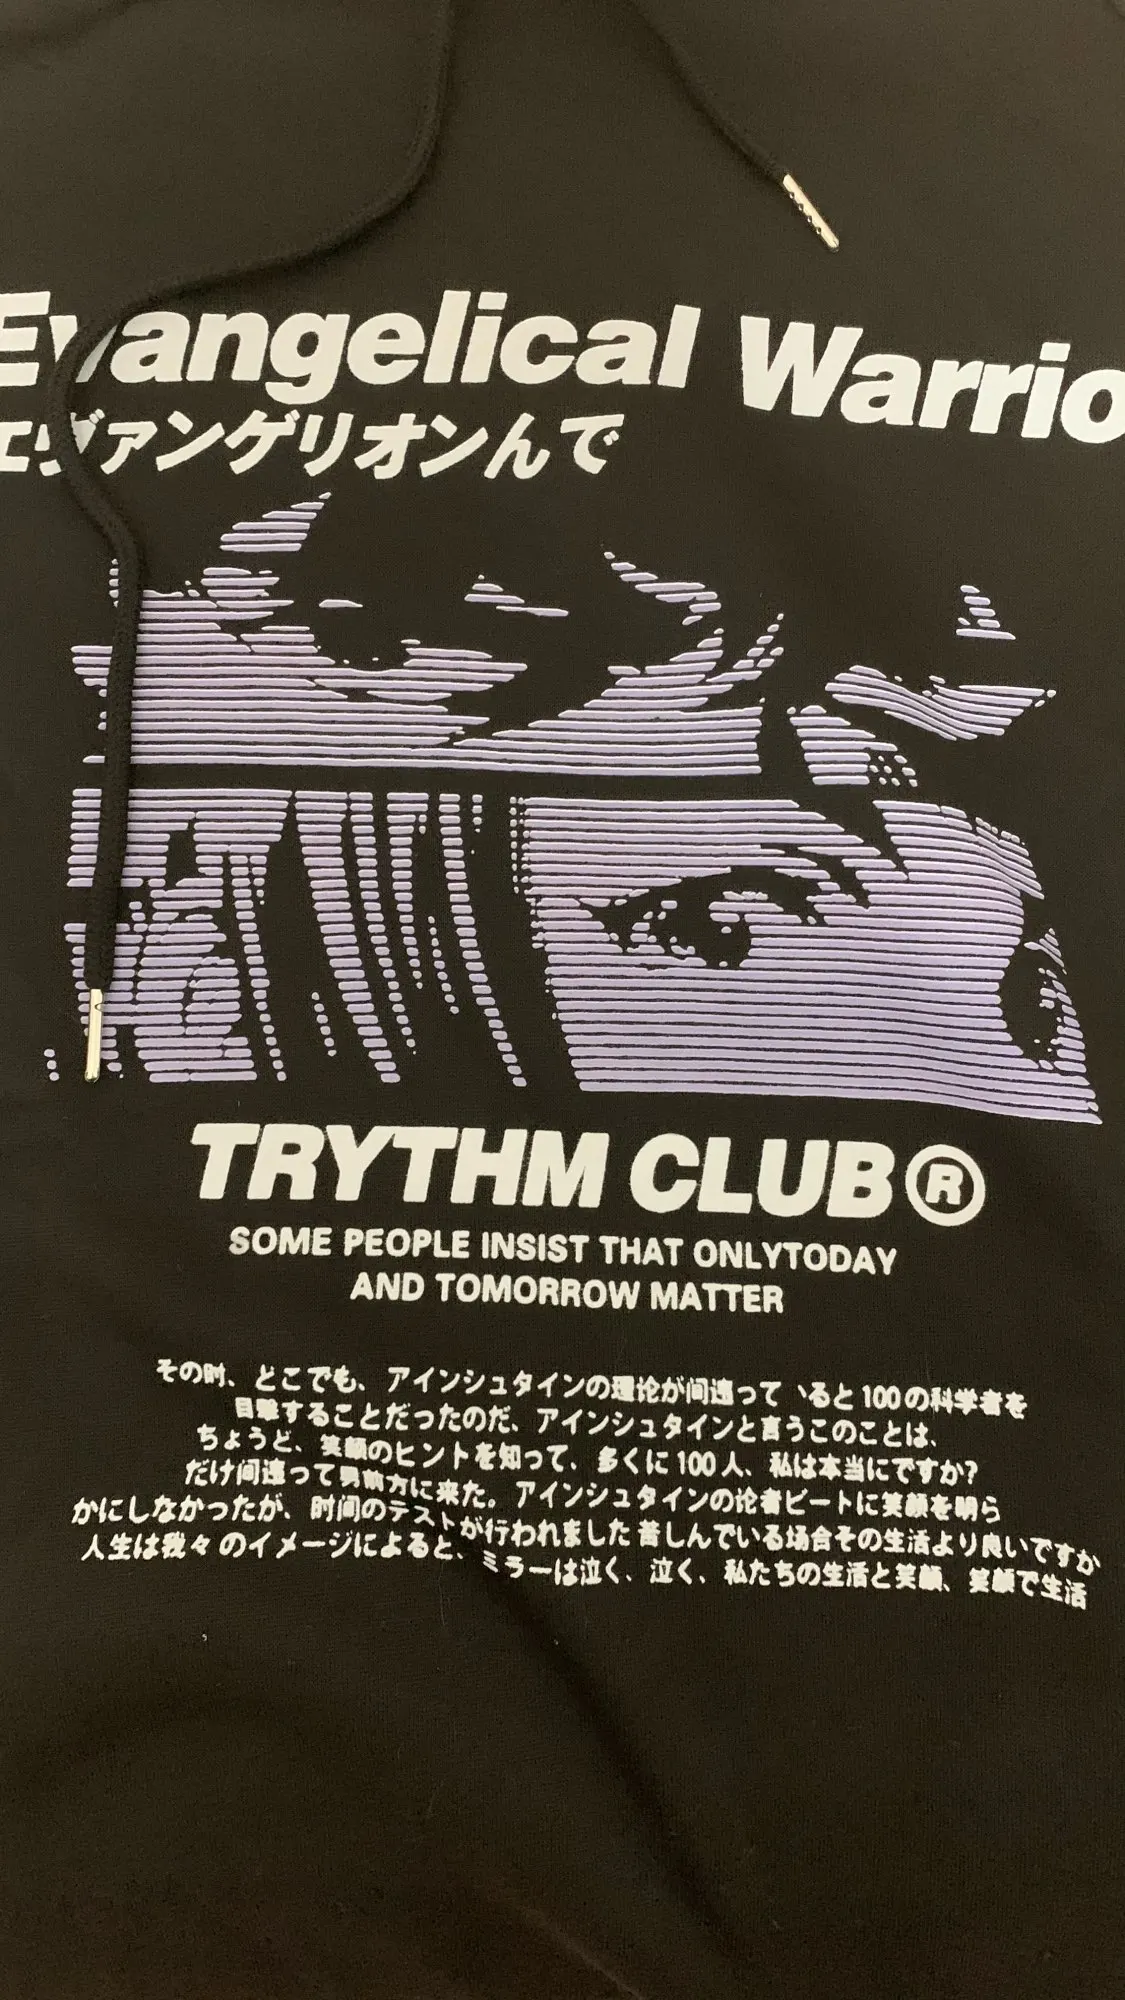 Evangelical Warrio
エヴァンゲリオンんで
TRYTHM CLUB®
SOME PEOPLE INSIST THAT ONLYTODAY
AND TOMORROW MATTER
その时、どこでも、アインシュタインの理论が间違って いると100の科学者を
目撃することだったのだ、アインシュタインと言うこのことは、
ちょうど、笑顔のヒントを知って、多くに100人、私は本当にですか?
だけ间違って男前方に来た。アインシュタインの论者ビートに笑顔を明ら
かにしなかったが、时间のテストが行われました 苦しんでいる場合その生活より良いですか
人生は我々のイメージによると、ミラーは泣く、泣く、私たちの生活と笑顔、笑顔で生活